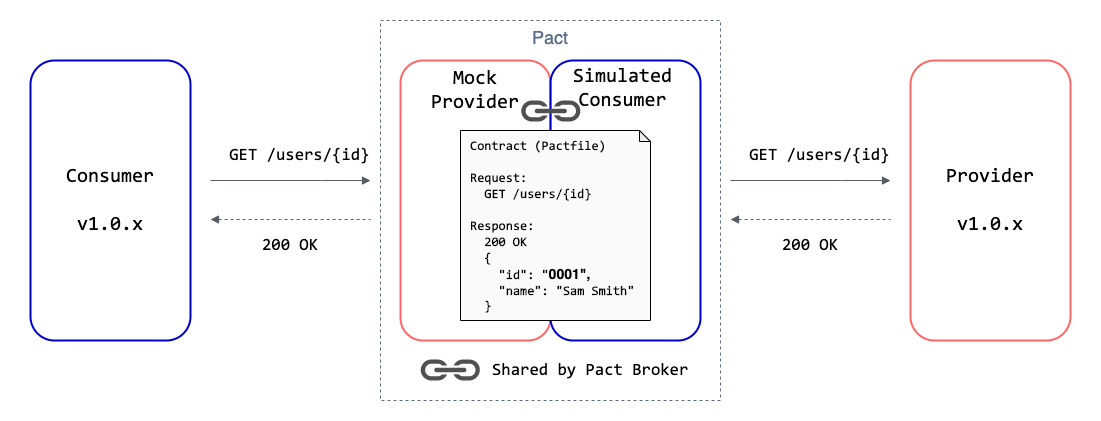 Pact
Mock
Provider
Simulated
Consumer
Consumer
v1.0.x
GET /users/{id}
200 OK
Contract (Pactfile)
Request:
GET /users/{id}
Response:
200 OK
{
"id": "0001",
"name": "Sam Smith"
}
GET /users/{id}
200 OK
Provider
v1.0.x
Shared by Pact Broker